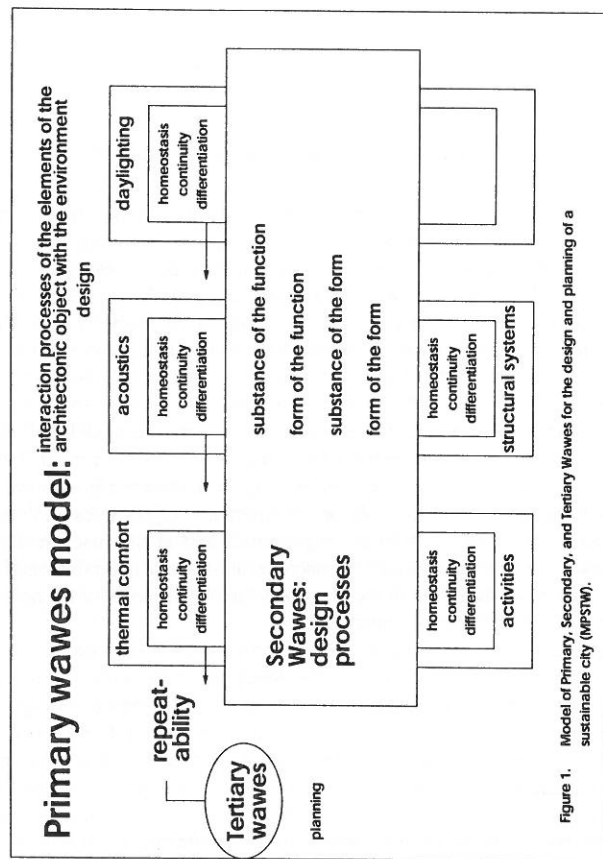 Primary wawes model:
interaction processes of the elements of the
architectonic object with the environment
design
thermal comfort
homeostasis
continuity
differentiation
acoustics
homeostasis
continuity
differentiation
daylighting
homeostasis
continuity
differentiation
repeat-
ability
Tertiary
wawes
planning
Secondary
Wawes:
design
processes
substance of the function
form of the function
substance of the form
form of the form
homeostasis
continuity
differentiation
activities
homeostasis
continuity
differentiation
structural systems
Figure 1. Model of Primary, Secondary, and Tertiary Wawes for the design and planning of a
sustainable city (MPSTW).